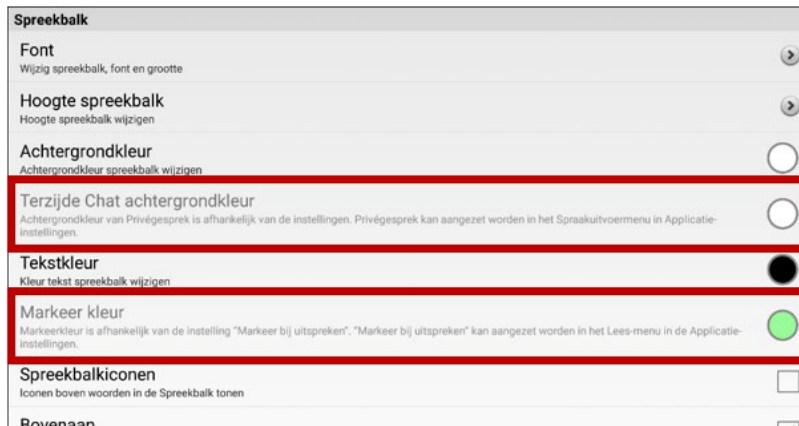 Spreekbalk
Font
Wijzig spreekbalk, font en grootte
Hoogte spreekbalk
Hoogte spreekbalk wijzigen
Achtergrondkleur
Achtergrondkleur spreekbalk wijzigen
Terzijde Chat achtergrondkleur
Achtergrondkleur van Privégesprek is afhankelijk van de instellingen. Privégesprek kan aangezet worden in het Spraakuitvoermenu in Applicatie-
instellingen.
Tekstkleur
Kleur tekst spreekbalk wijzigen
Markeer kleur
Markeerkleur is afhankelijk van de instelling "Markeer bij uitspreken". "Markeer bij uitspreken" kan aangezet worden in het Lees-menu in de Applicatie-
instellingen.
Spreekbalkiconen
Iconen boven woorden in de Spreekbalk tonen
Bovenaan